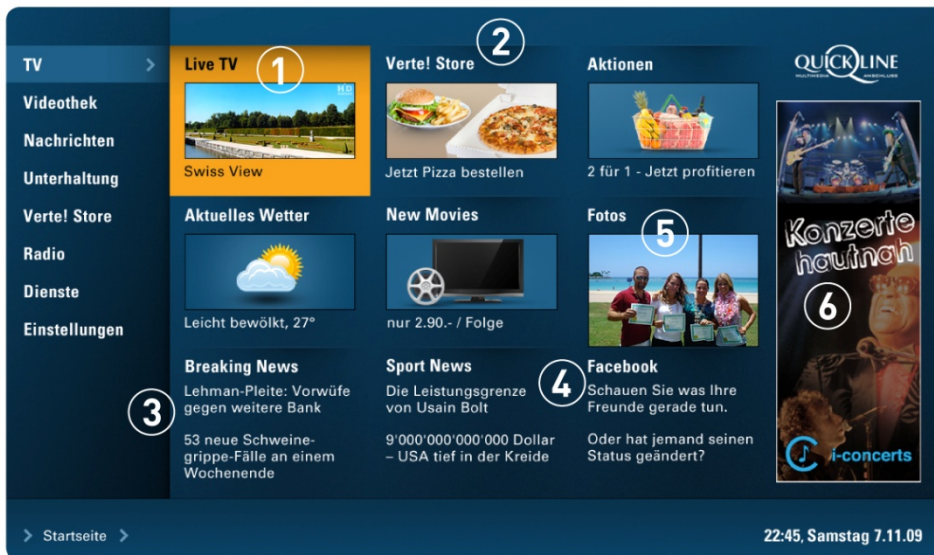 TV
Videothek
Nachrichten
Unterhaltung
Verte! Store
Radio
Dienste
Einstellungen
Live TV
1
HD
Swiss View
2
Verte! Store
Jetzt Pizza bestellen
Aktionen
2 für 1 - Jetzt profitieren
Aktuelles Wetter
Leicht bewölkt, 27°
New Movies
nur 2.90.- / Folge
Fotos
5
Breaking News
3
Lehman-Pleite: Vorwüfe
gegen weitere Bank
53 neue Schweine-
grippe-Fälle an einem
Wochenende
Sport News
Die Leistungsgrenze
von Usain Bolt
9'000'000'000'000 Dollar
– USA tief in der Kreide
4
Facebook
Schauen Sie was Ihre
Freunde gerade tun.
Oder hat jemand seinen
Status geändert?
QUICKLINE
MULTIMEDIA ANSCHLUSS
Konzerte
hautnah
6
i-concerts
Startseite
22:45, Samstag 7.11.09